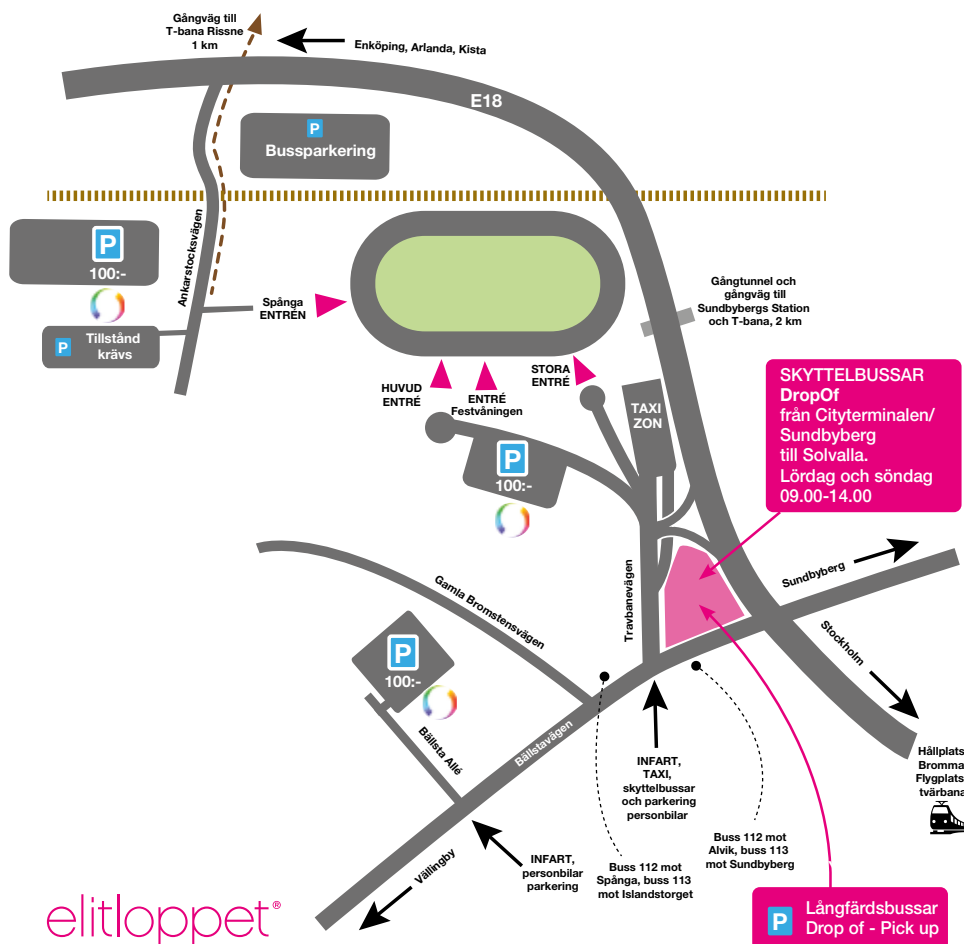 Gångväg till
T-bana Rissne
1 km
Enköping, Arlanda, Kista
E18
P
Bussparkering
P
100:-
Ankarstocksvägen
Spånga
ENTRÉN
P
Tillstånd
krävs
Gångtunnel och
gångväg till
Sundbybergs Station
och T-bana, 2 km
HUVUD
ENTRÉ
ENTRÉ
Festvåningen
STORA
ENTRÉ
TAXI
ZON
P
100:-
SKYTTELBUSSAR
DropOf
från Cityterminalen/
Sundbyberg
till Solvalla.
Lördag och söndag
09.00-14.00
Gamla Bromstensvägen
Travbanevägen
Sundbyberg
Stockholm
P
100:-
Bällsta Allé
Bällstavägen
Vällingby
INFART,
personbilar
parkering
INFART,
TAXI,
skyttelbussar
och parkering
personbilar
Buss 112 mot
Spånga, buss 113
mot Islandstorget
Buss 112 mot
Alvik, buss 113
mot Sundbyberg
Hållplats
Bromma
Flygplats
tvärbana
P
Långfärdsbussar
Drop of - Pick up
elitloppet®